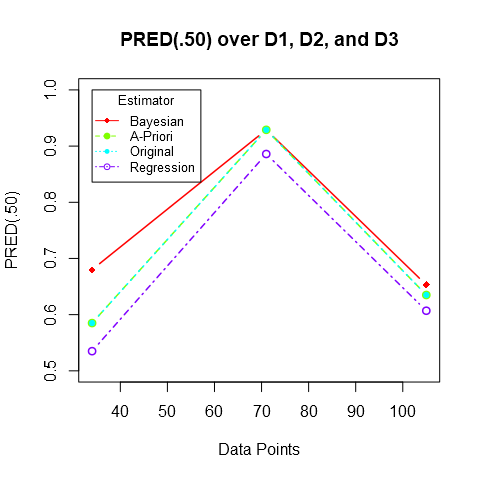 PRED(.50) over D1, D2, and D3
Estimator
Bayesian
A-Priori
Original
Regression
PRED(.50)
1.0
0.9
0.8
0.7
0.6
0.5
40 50 60 70 80 90 100
Data Points